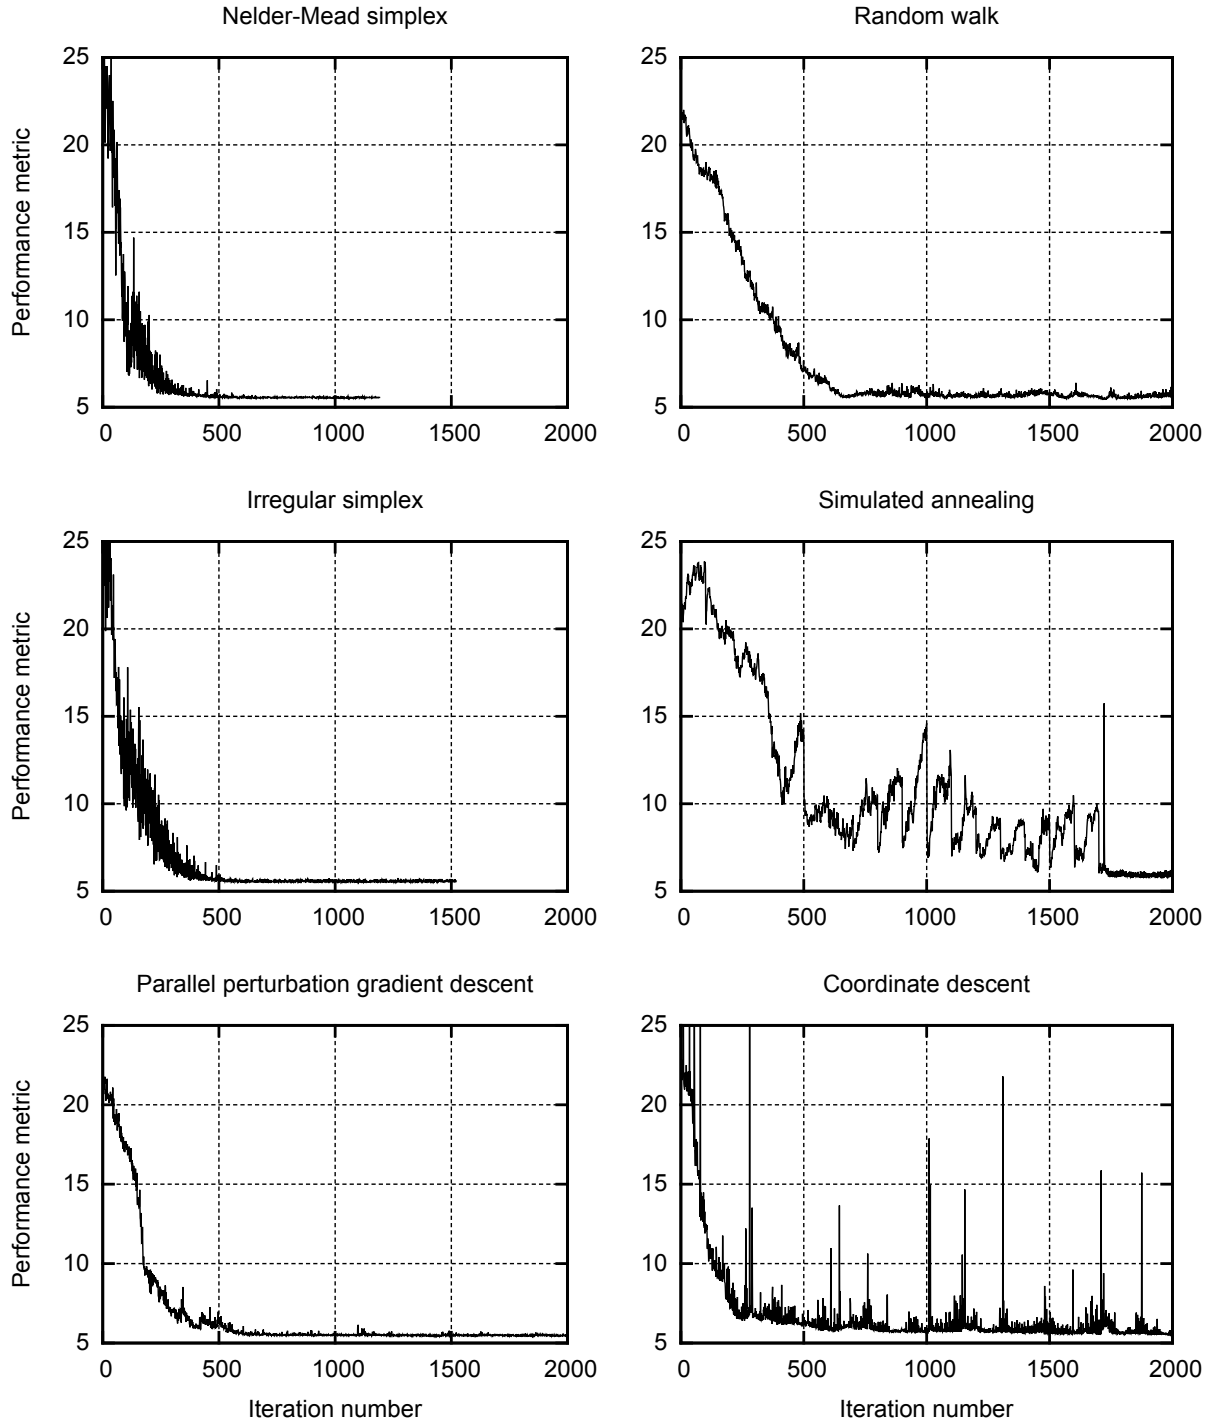 Nelder-Mead simplex
Random walk
Performance metric
25
20
15
10
5
0 500 1000 1500 2000
25
20
15
10
5
0 500 1000 1500 2000
Irregular simplex
Simulated annealing
Performance metric
25
20
15
10
5
0 500 1000 1500 2000
25
20
15
10
5
0 500 1000 1500 2000
Parallel perturbation gradient descent
Coordinate descent
Performance metric
25
20
15
10
5
0 500 1000 1500 2000
Iteration number
25
20
15
10
5
0 500 1000 1500 2000
Iteration number